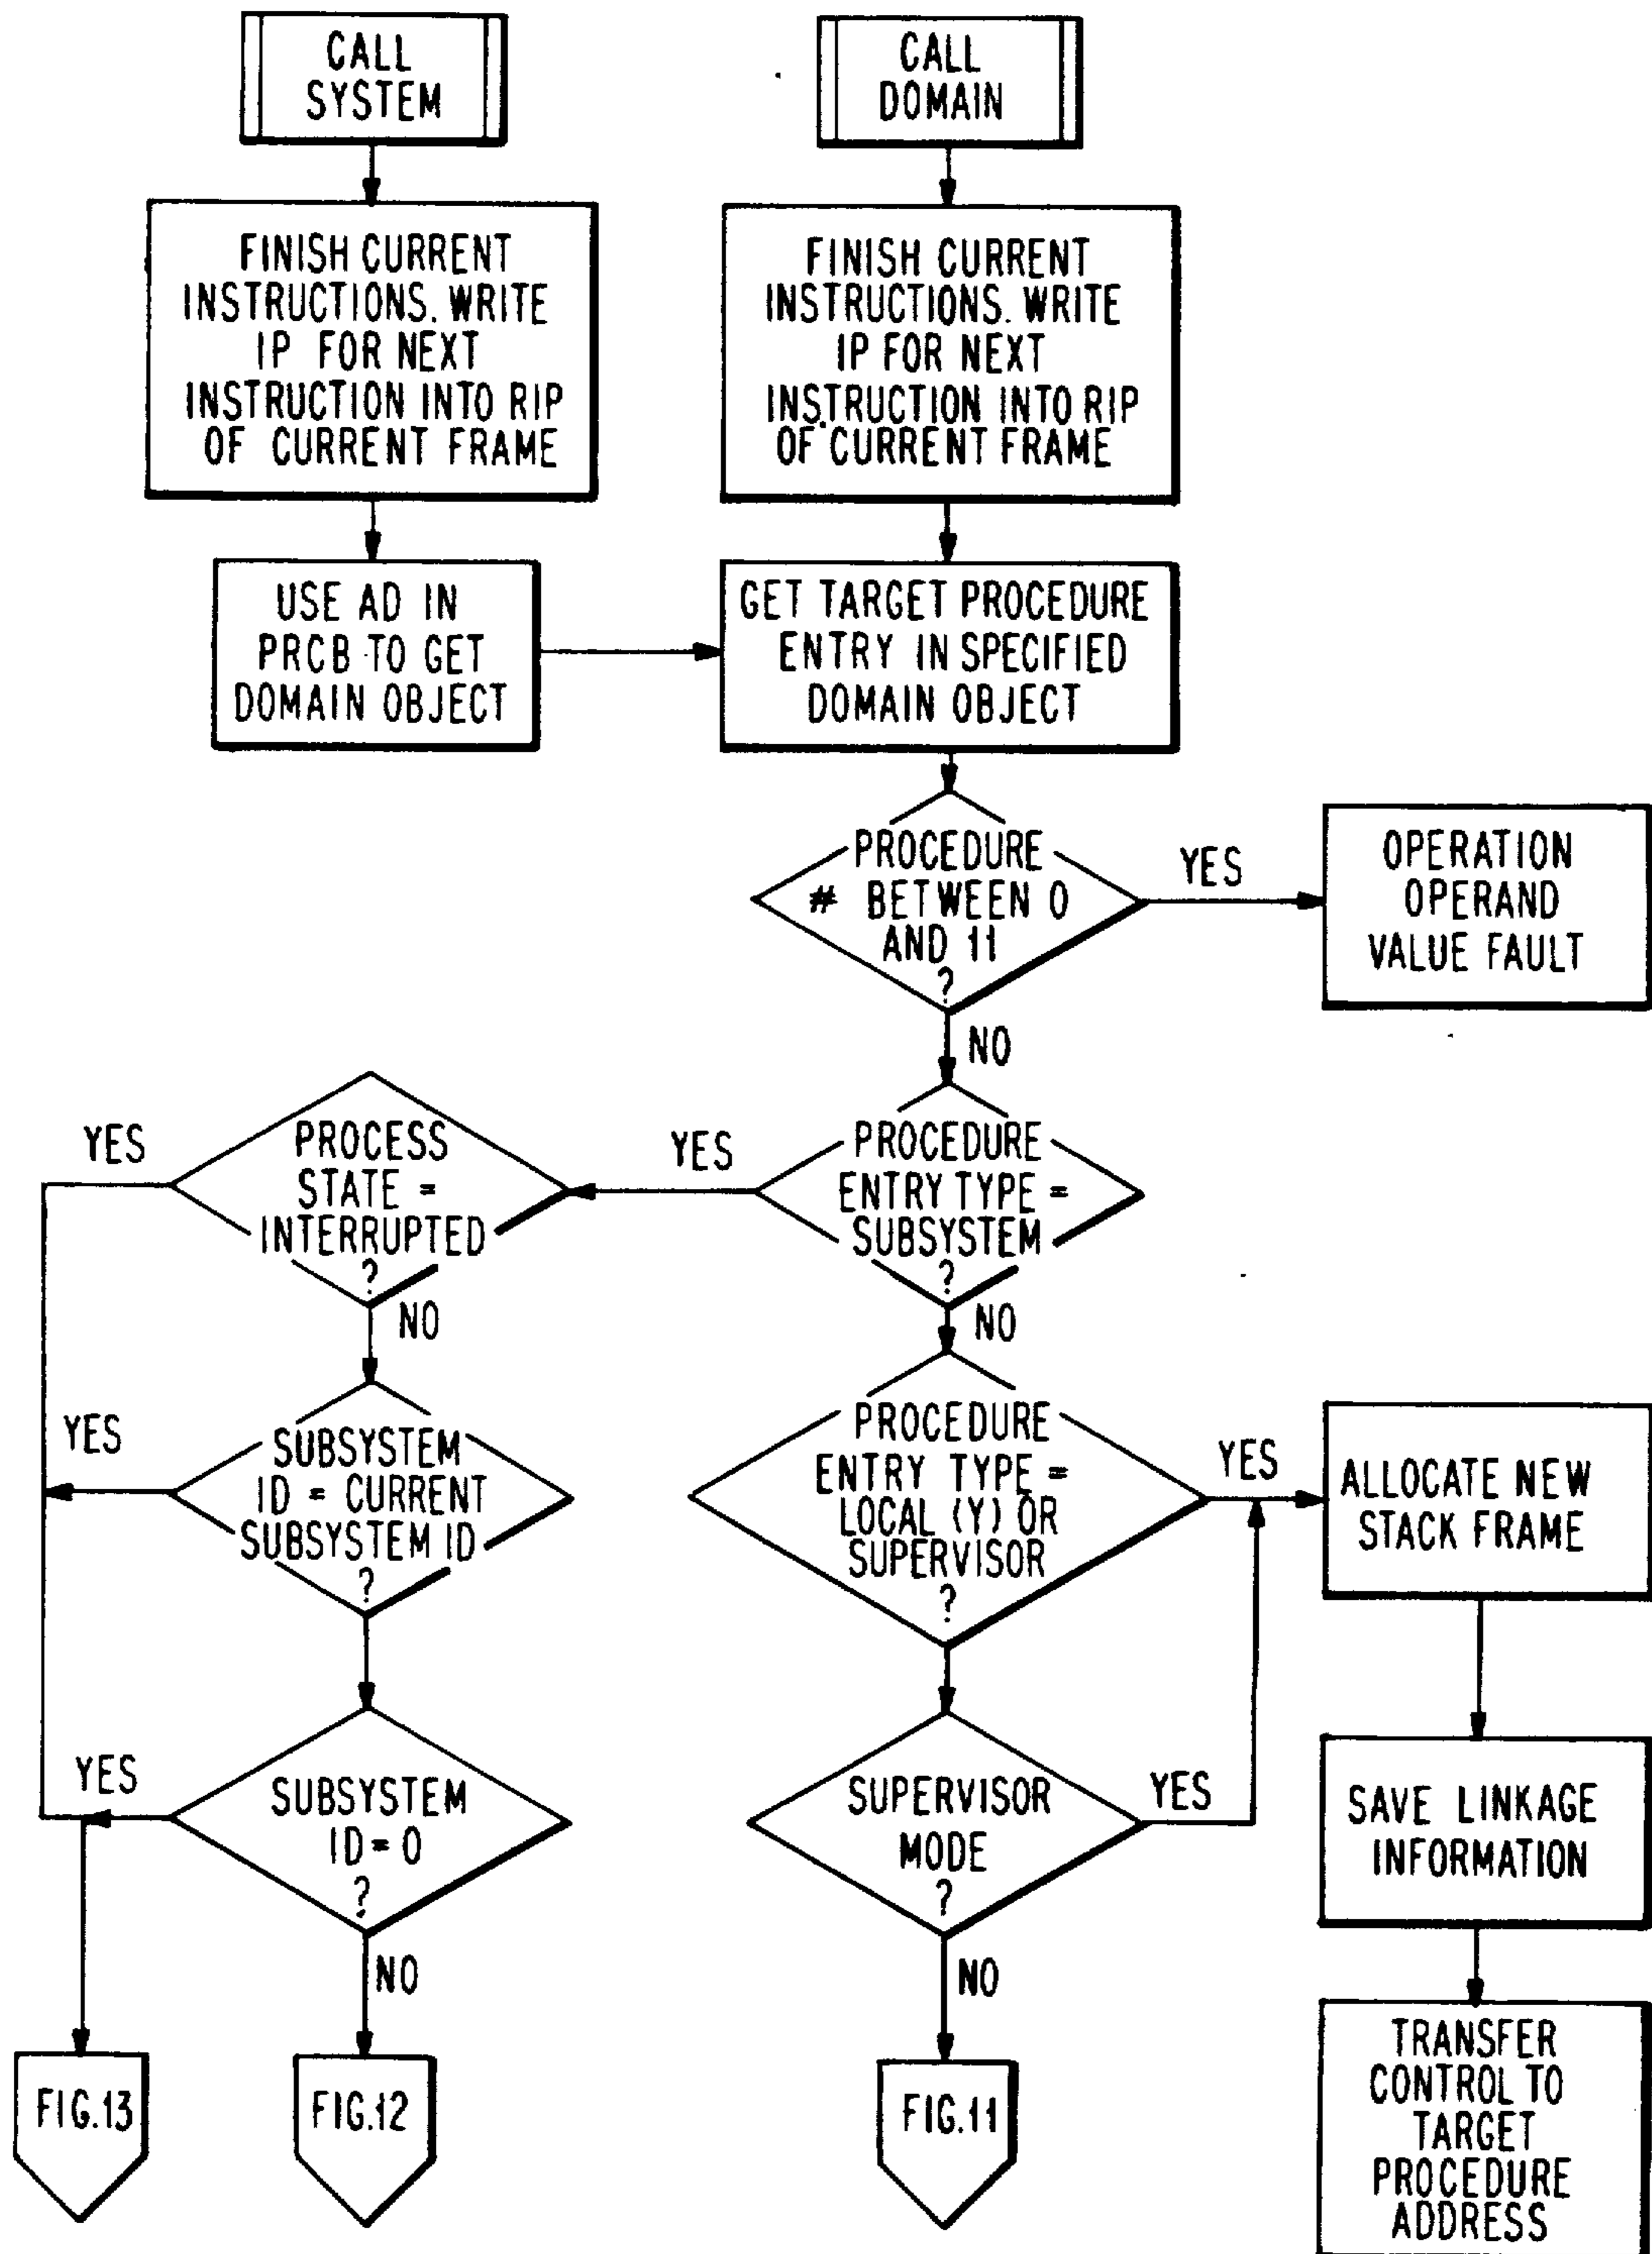 CALL
SYSTEM
CALL
DOMAIN
FINISH CURRENT
INSTRUCTIONS. WRITE
IP FOR NEXT
INSTRUCTION INTO RIP
OF CURRENT FRAME
FINISH CURRENT
INSTRUCTIONS. WRITE
IP FOR NEXT
INSTRUCTION INTO RIP
OF CURRENT FRAME
USE AD IN
PRCB TO GET
DOMAIN OBJECT
GET TARGET PROCEDURE
ENTRY IN SPECIFIED
DOMAIN OBJECT
PROCEDURE
# BETWEEN 0
AND 11
?
YES
OPERATION
OPERAND
VALUE FAULT
NO
YES
PROCESS
STATE =
INTERRUPTED
?
YES
PROCEDURE
ENTRY TYPE =
SUBSYSTEM
?
NO
NO
YES
SUBSYSTEM
ID = CURRENT
SUBSYSTEM ID
?
PROCEDURE
ENTRY TYPE =
LOCAL (Y) OR
SUPERVISOR
?
YES
ALLOCATE NEW
STACK FRAME
YES
SUBSYSTEM
ID = 0
?
SUPERVISOR
MODE
?
YES
SAVE LINKAGE
INFORMATION
NO
NO
FIG.13
FIG.12
FIG.11
TRANSFER
CONTROL TO
TARGET
PROCEDURE
ADDRESS